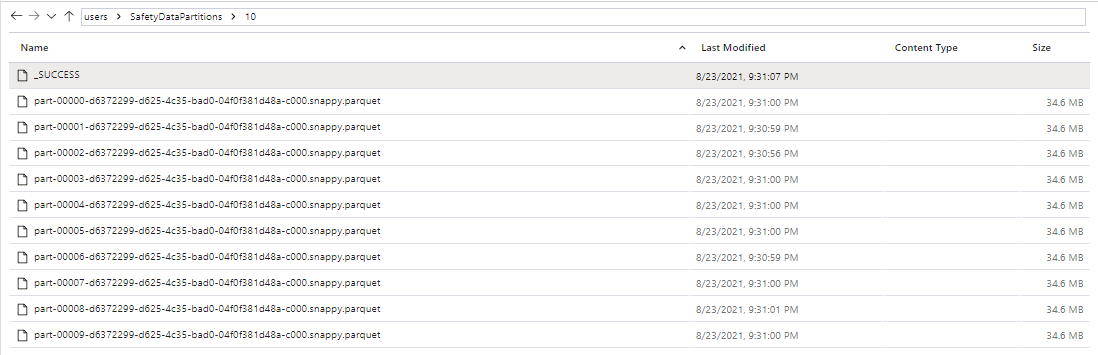 users > SafetyDataPartitions > 10
Name Last Modified Content Type Size
_SUCCESS 8/23/2021, 9:31:07 PM
part-00000-d6372299-d625-4c35-bad0-04f0f381d48a-c000.snappy.parquet 8/23/2021, 9:31:00 PM 34.6 MB
part-00001-d6372299-d625-4c35-bad0-04f0f381d48a-c000.snappy.parquet 8/23/2021, 9:30:59 PM 34.6 MB
part-00002-d6372299-d625-4c35-bad0-04f0f381d48a-c000.snappy.parquet 8/23/2021, 9:30:56 PM 34.6 MB
part-00003-d6372299-d625-4c35-bad0-04f0f381d48a-c000.snappy.parquet 8/23/2021, 9:31:00 PM 34.6 MB
part-00004-d6372299-d625-4c35-bad0-04f0f381d48a-c000.snappy.parquet 8/23/2021, 9:31:00 PM 34.6 MB
part-00005-d6372299-d625-4c35-bad0-04f0f381d48a-c000.snappy.parquet 8/23/2021, 9:31:00 PM 34.6 MB
part-00006-d6372299-d625-4c35-bad0-04f0f381d48a-c000.snappy.parquet 8/23/2021, 9:30:59 PM 34.6 MB
part-00007-d6372299-d625-4c35-bad0-04f0f381d48a-c000.snappy.parquet 8/23/2021, 9:31:00 PM 34.6 MB
part-00008-d6372299-d625-4c35-bad0-04f0f381d48a-c000.snappy.parquet 8/23/2021, 9:31:01 PM 34.6 MB
part-00009-d6372299-d625-4c35-bad0-04f0f381d48a-c000.snappy.parquet 8/23/2021, 9:31:00 PM 34.6 MB